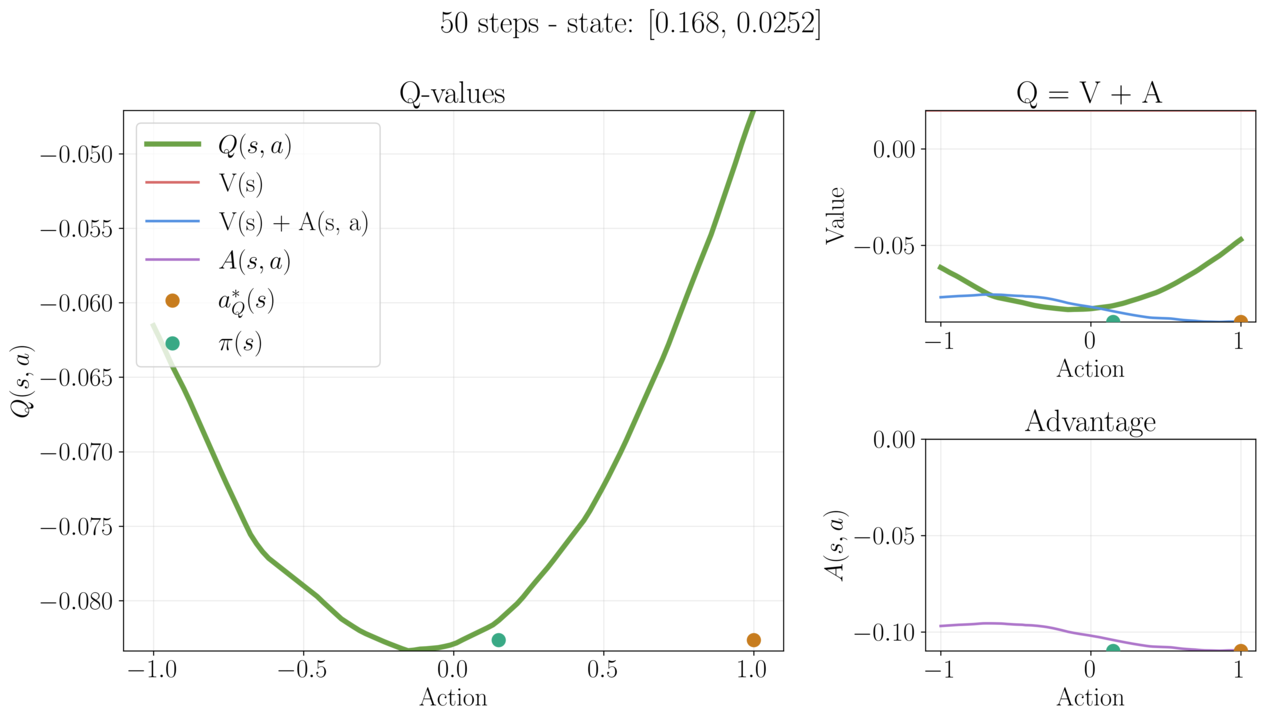 50 steps - state: [0.168, 0.0252]
Q-values
Q(s, a)
V(s)
V(s) + A(s, a)
A(s, a)
a*_Q(s)
π(s)
−0.050
−0.055
−0.060
−0.065
−0.070
−0.075
−0.080
Q(s, a)
−1.0 −0.5 0.0 0.5 1.0
Action
Q = V + A
0.00
−0.05
Value
−1 0 1
Action
Advantage
0.00
−0.05
−0.10
A(s, a)
−1 0 1
Action